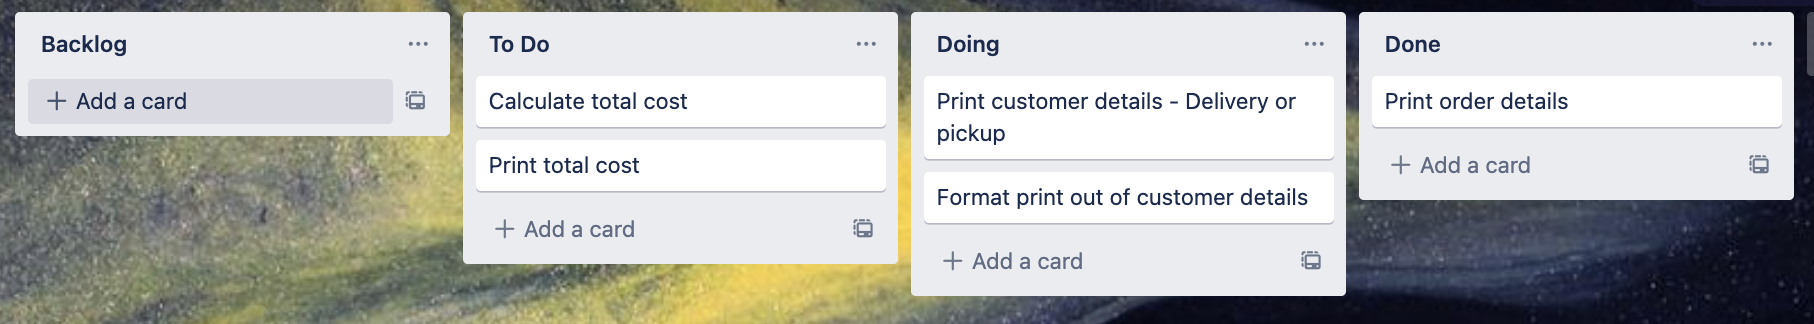 Backlog
Add a card
To Do
Calculate total cost
Print total cost
Add a card
Doing
Print customer details - Delivery or
pickup
Format print out of customer details
Add a card
Done
Print order details
Add a card